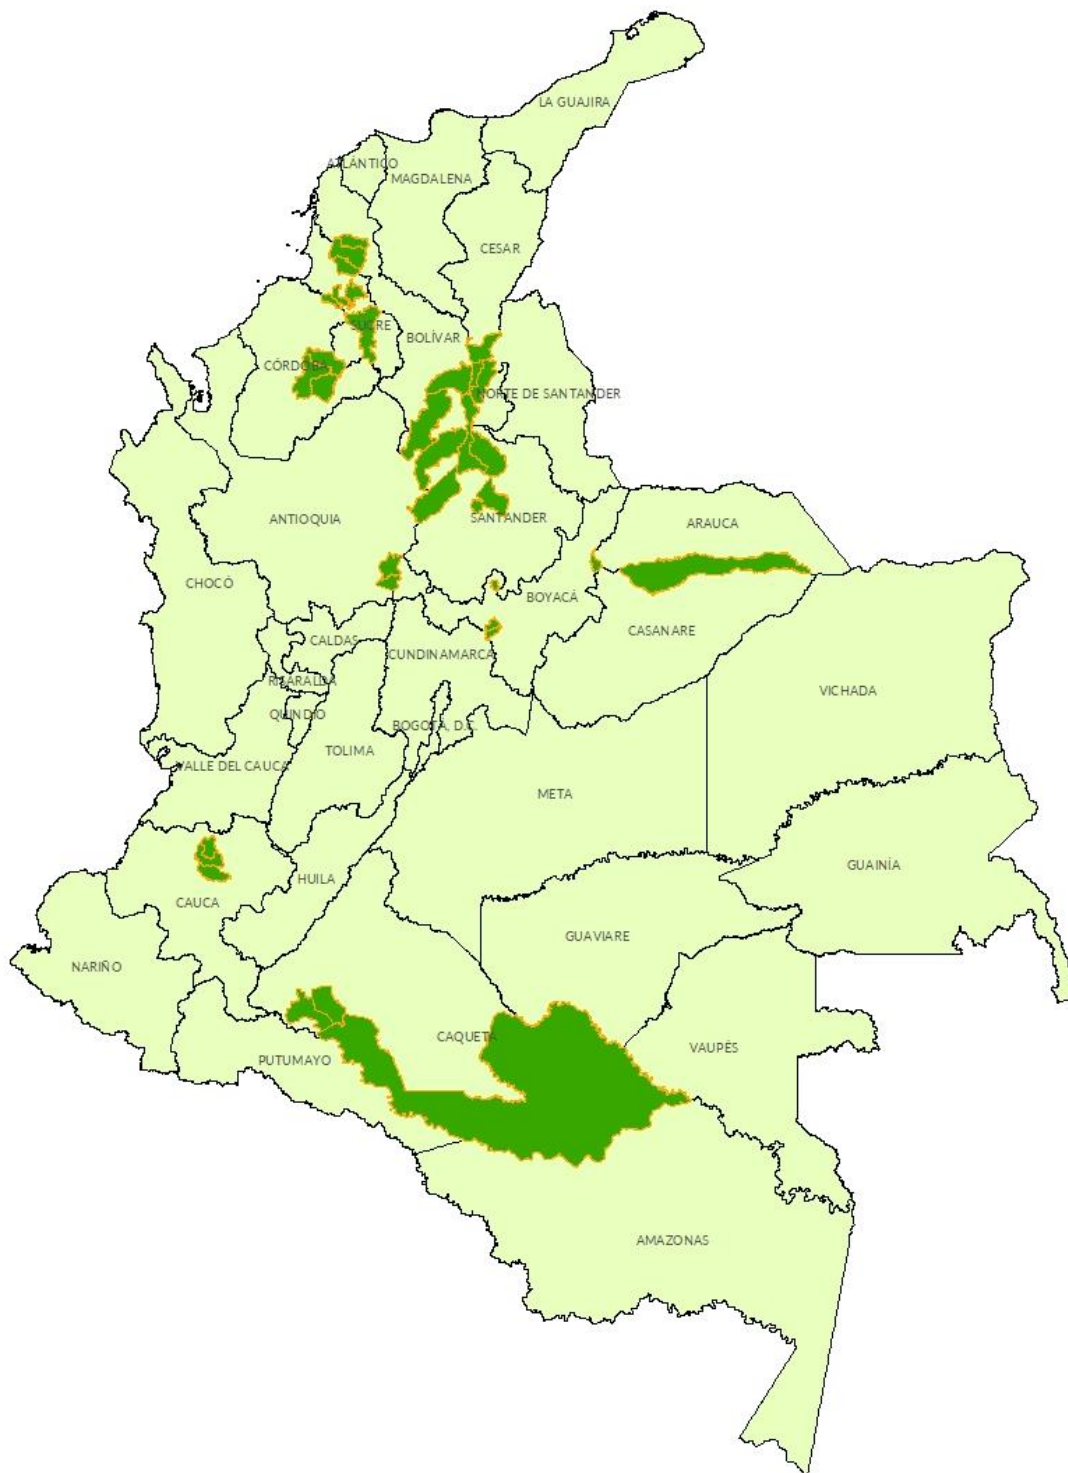 LA GUAJIRA
ATLÁNTICO
MAGDALENA
CESAR
SUCRE
BOLÍVAR
CÓRDOBA
NORTE DE SANTANDER
ANTIOQUIA
SANTANDER
ARAUCA
CHOCÓ
BOYACÁ
CASANARE
CALDAS
CUNDINAMARCA
RISARALDA
VICHADA
QUINDÍO
BOGOTÁ, D.C.
TOLIMA
VALLE DEL CAUCA
META
GUAINÍA
HUILA
CAUCA
GUAVIARE
NARIÑO
CAQUETÁ
VAUPÉS
PUTUMAYO
AMAZONAS